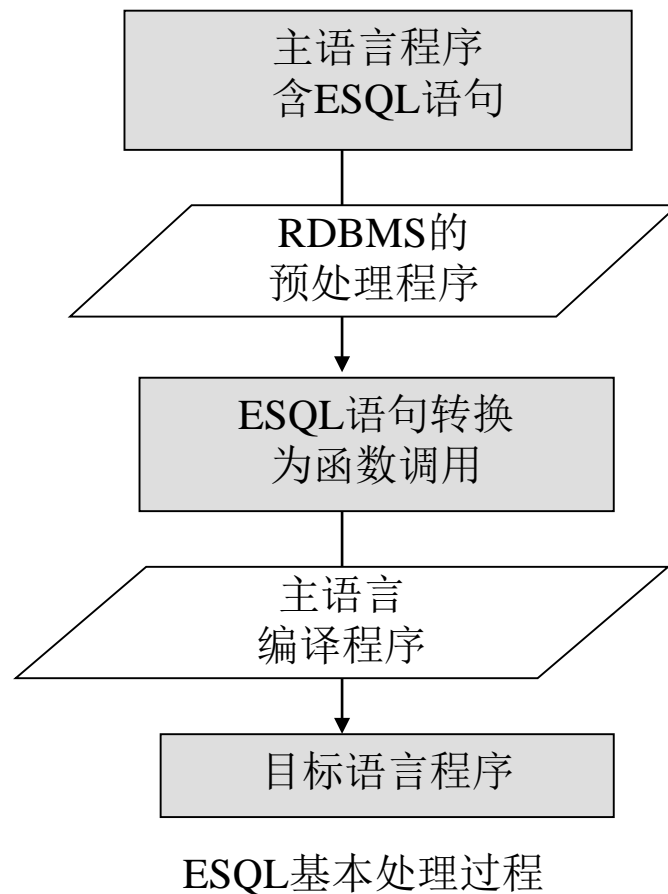 主语言程序
含ESQL语句
RDBMS的
预处理程序
ESQL语句转换
为函数调用
主语言
编译程序
目标语言程序
ESQL基本处理过程